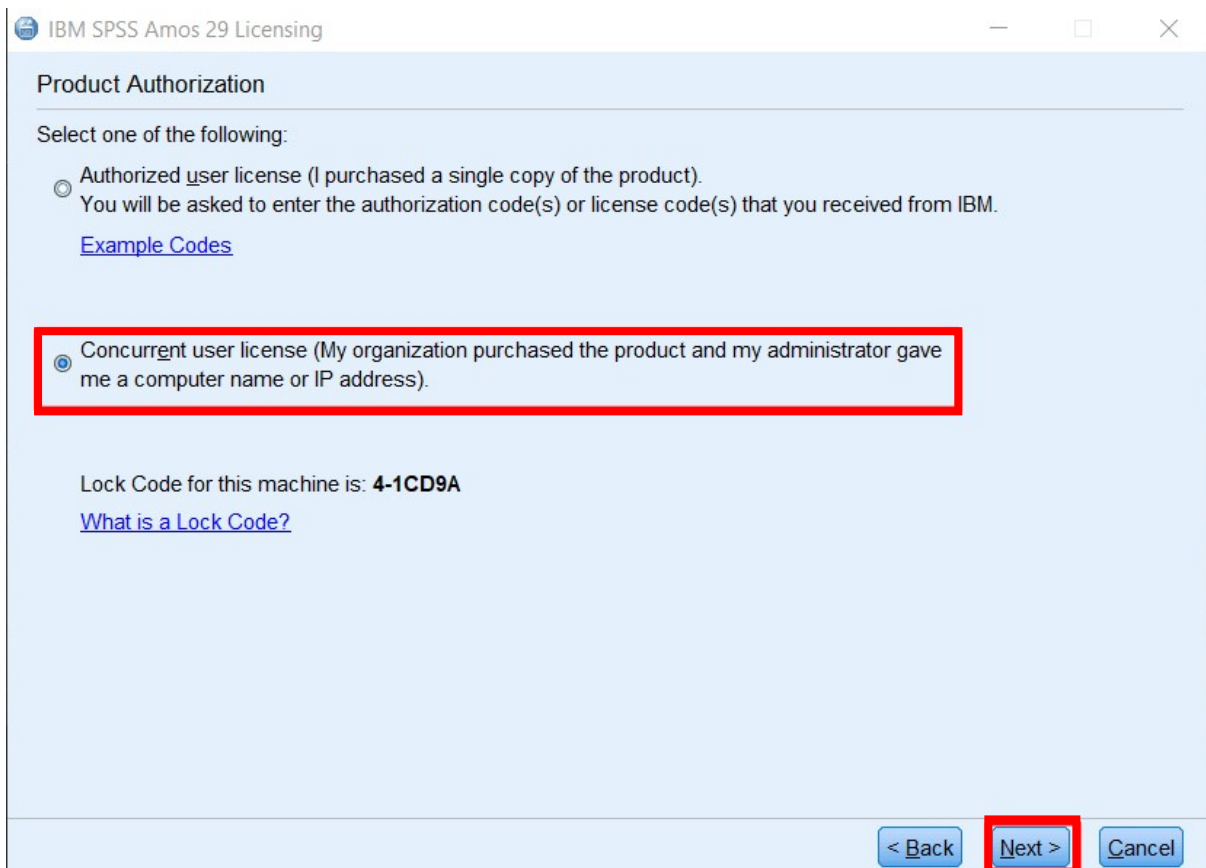 IBM SPSS Amos 29 Licensing
Product Authorization
Select one of the following:
Authorized user license (I purchased a single copy of the product).
You will be asked to enter the authorization code(s) or license code(s) that you received from IBM.
Example Codes
Concurrent user license (My organization purchased the product and my administrator gave
me a computer name or IP address).
Lock Code for this machine is: 4-1CD9A
What is a Lock Code?
< Back Next > Cancel